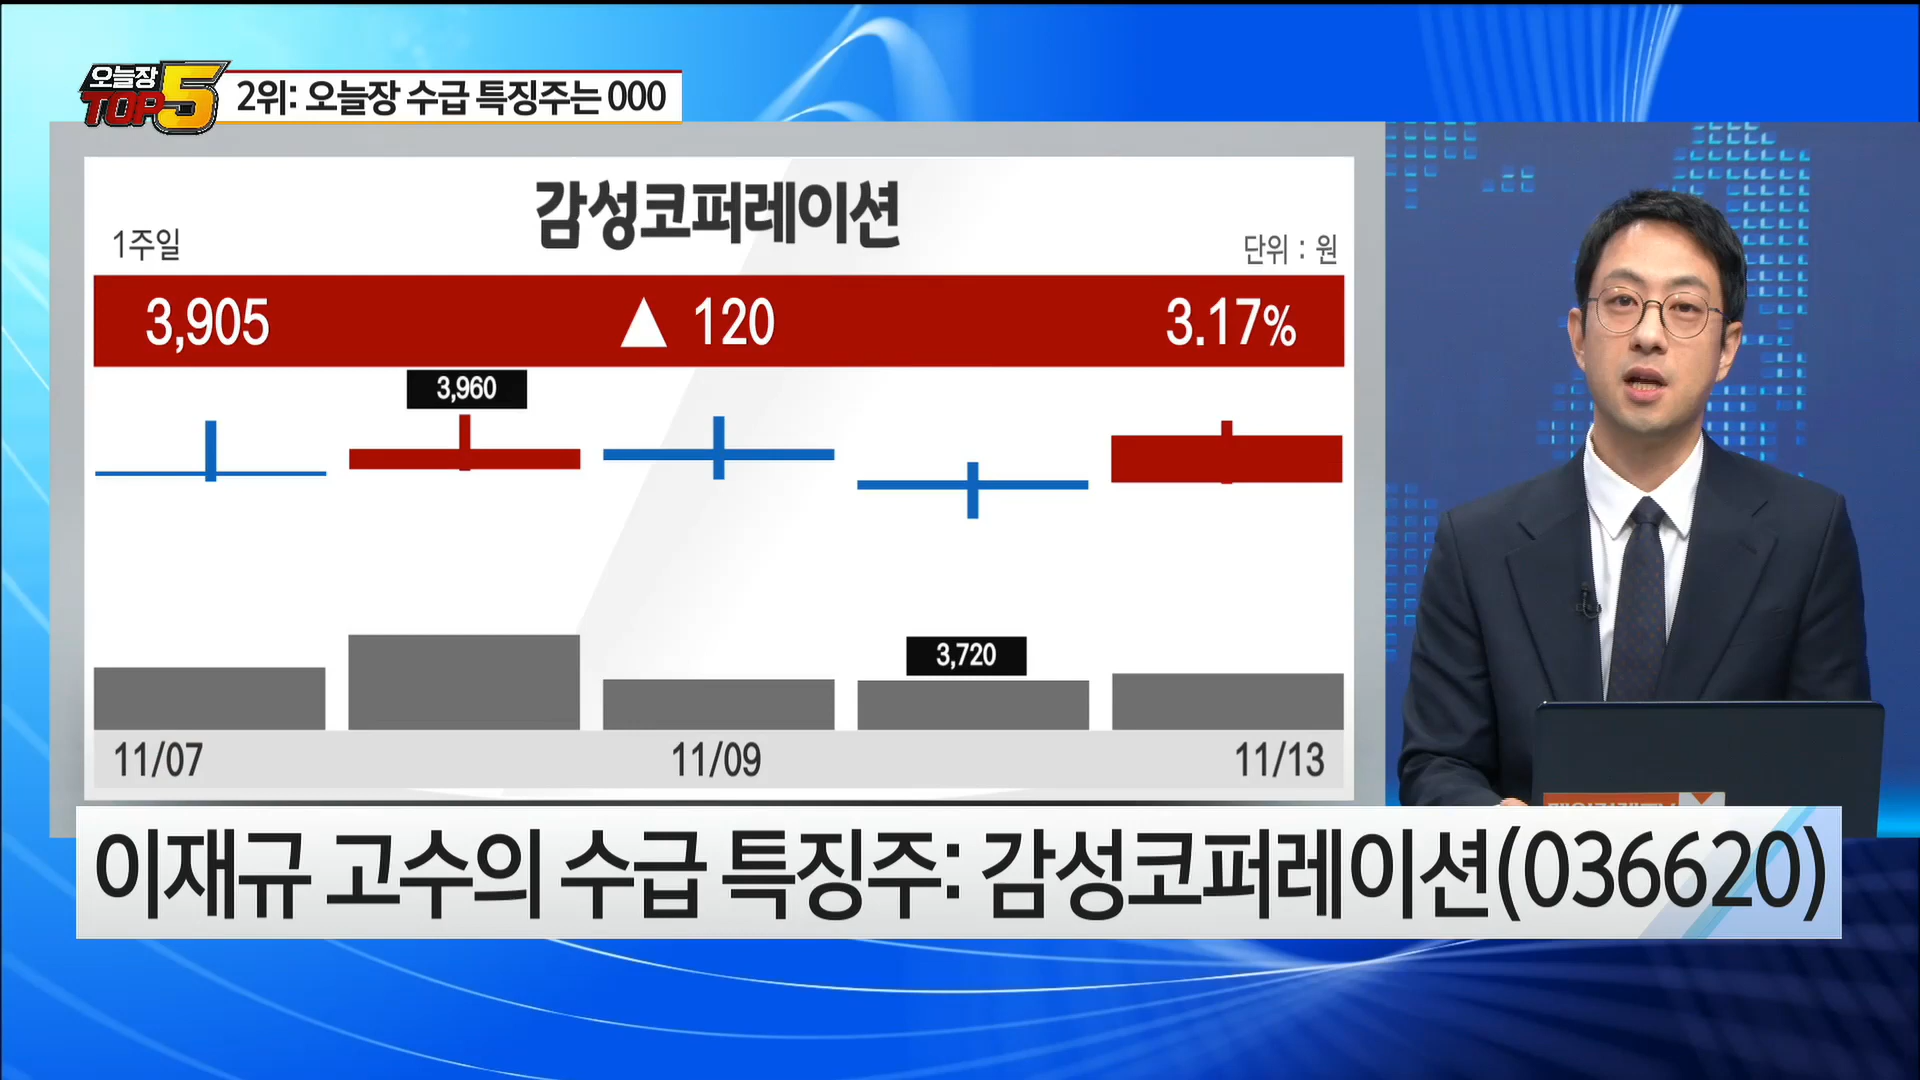 오늘장
TOP5
2위: 오늘장 수급 특징주는 000
감성코퍼레이션
1주일
단위 : 원
3,905 ▲ 120 3.17%
3,960
3,720
11/07 11/09 11/13
이재규 고수의 수급 특징주: 감성코퍼레이션(036620)